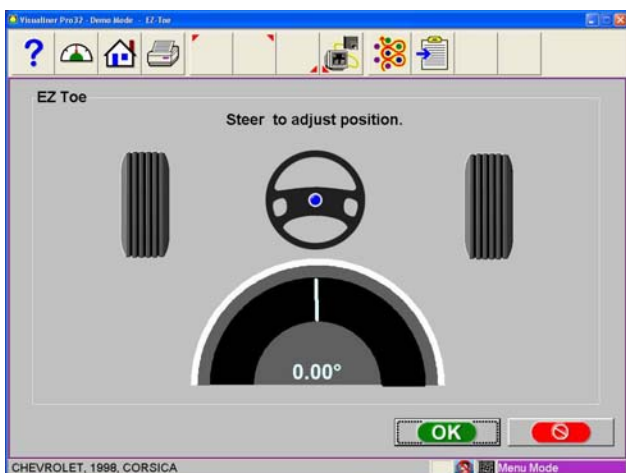 Visualiner Pro32 - Demo Mode - EZ-Toe
?
EZ Toe
Steer to adjust position.
0.00°
OK
CHEVROLET, 1998, CORSICA
Menu Mode